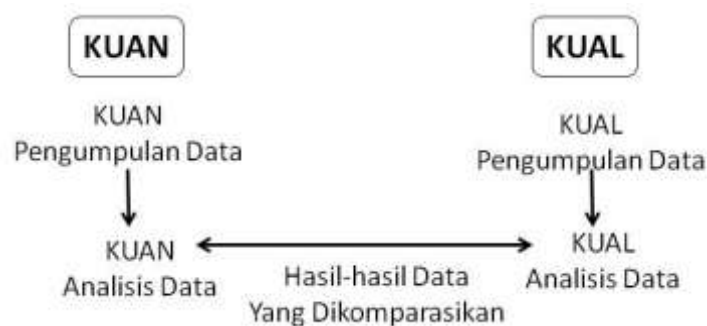 KUAN
KUAL
KUAN
Pengumpulan Data
KUAL
Pengumpulan Data
KUAN
Analisis Data
KUAL
Analisis Data
Hasil-hasil Data
Yang Dikomparasikan